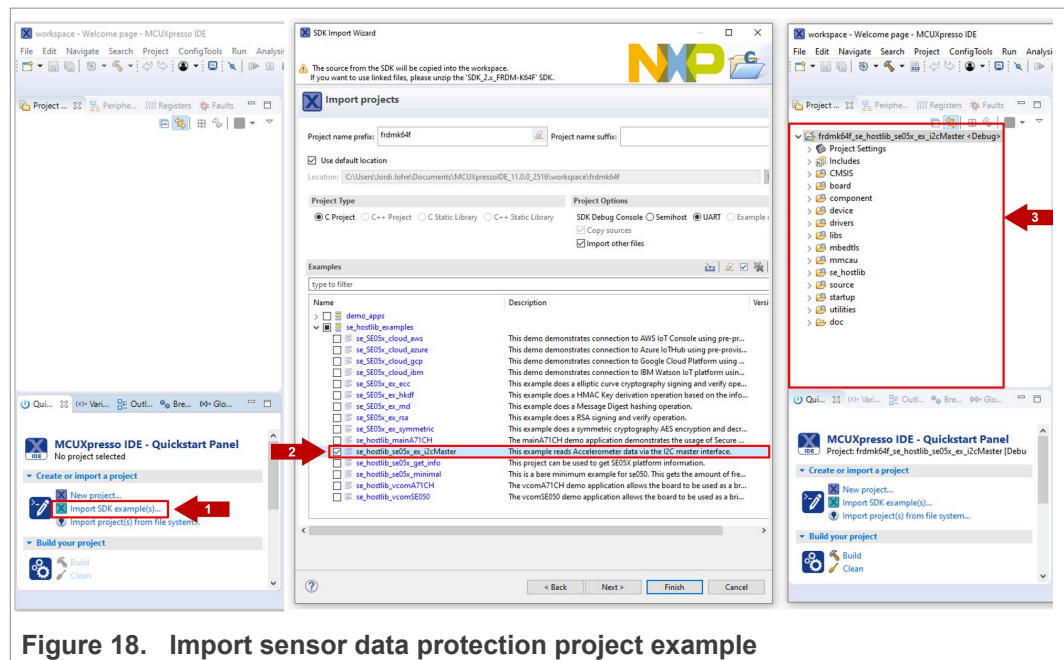 workspace - Welcome page - MCUXpresso IDE
File Edit Navigate Search Project ConfigTools Run Analysis
Project ... Periphe... Registers Faults
Qui... (x)= Vari... Outl... Bre... (x)= Glo...
MCUXpresso IDE - Quickstart Panel
IDE No project selected
Create or import a project
New project...
Import SDK example(s)...
1
Import project(s) from file system...
Build your project
Build
Clean
SDK Import Wizard
The source from the SDK will be copied into the workspace.
If you want to use linked files, please unzip the 'SDK_2.x_FRDM-K64F' SDK.
NXP
Import projects
Project name prefix: frdmk64f Project name suffix:
Use default location
Location: C:\Users\Jordi Jofre\Documents\MCUXpressoIDE_11.0.0_2516\workspace\frdmk64f
Project Type Project Options
C Project C++ Project C Static Library C++ Static Library SDK Debug Console Semihost UART Example
Copy sources
Import other files
Examples
type to filter
Name Description Versi
demo_apps
se_hostlib_examples
se_SE05x_cloud_aws This demo demonstrates connection to AWS IoT Console using pre-pr...
se_SE05x_cloud_azure This demo demonstrates connection to Azure IoTHub using pre-provis...
se_SE05x_cloud_gcp This demo demonstrates connection to Google Cloud Platform using ...
se_SE05x_cloud_ibm This demo demonstrates connection to IBM Watson IoT platform usin...
se_SE05x_ex_ecc This example does a elliptic curve cryptography signing and verify ope...
se_SE05x_ex_hkdf This example does a HMAC Key derivation operation based on the info...
se_SE05x_ex_md This example does a Message Digest hashing operation.
se_SE05x_ex_rsa This example does a RSA signing and verify operation.
se_SE05x_ex_symmetric This example does a symmetric cryptography AES encryption and decr...
se_hostlib_mainA71CH The mainA71CH demo application demonstrates the usage of Secure ...
2
se_hostlib_se05x_ex_i2cMaster This example reads Accelerometer data via the I2C master interface.
se_hostlib_se05x_get_info This project can be used to get SE05X platform information.
se_hostlib_se05x_minimal This is a bare minimum example for se050. This gets the amount of fre...
se_hostlib_vcomA71CH The vcomA71CH demo application allows the board to be used as a br...
se_hostlib_vcomSE050 The vcomSE050 demo application allows the board to be used as a bri...
< Back Next > Finish Cancel
workspace - Welcome page - MCUXpresso IDE
File Edit Navigate Search Project ConfigTools Run Analysi
Project ... Periphe... Registers Faults
frdmk64f_se_hostlib_se05x_ex_i2cMaster <Debug>
Project Settings
Includes
CMSIS
board
component
device
drivers
3
libs
mbedtls
mmcau
se_hostlib
source
startup
utilities
doc
Qui... (x)= Vari... Outl... Bre... (x)= Glo...
MCUXpresso IDE - Quickstart Panel
IDE Project: frdmk64f_se_hostlib_se05x_ex_i2cMaster [Debu
Create or import a project
New project...
Import SDK example(s)...
Import project(s) from file system...
Build your project
Build
Clean
Figure 18. Import sensor data protection project example